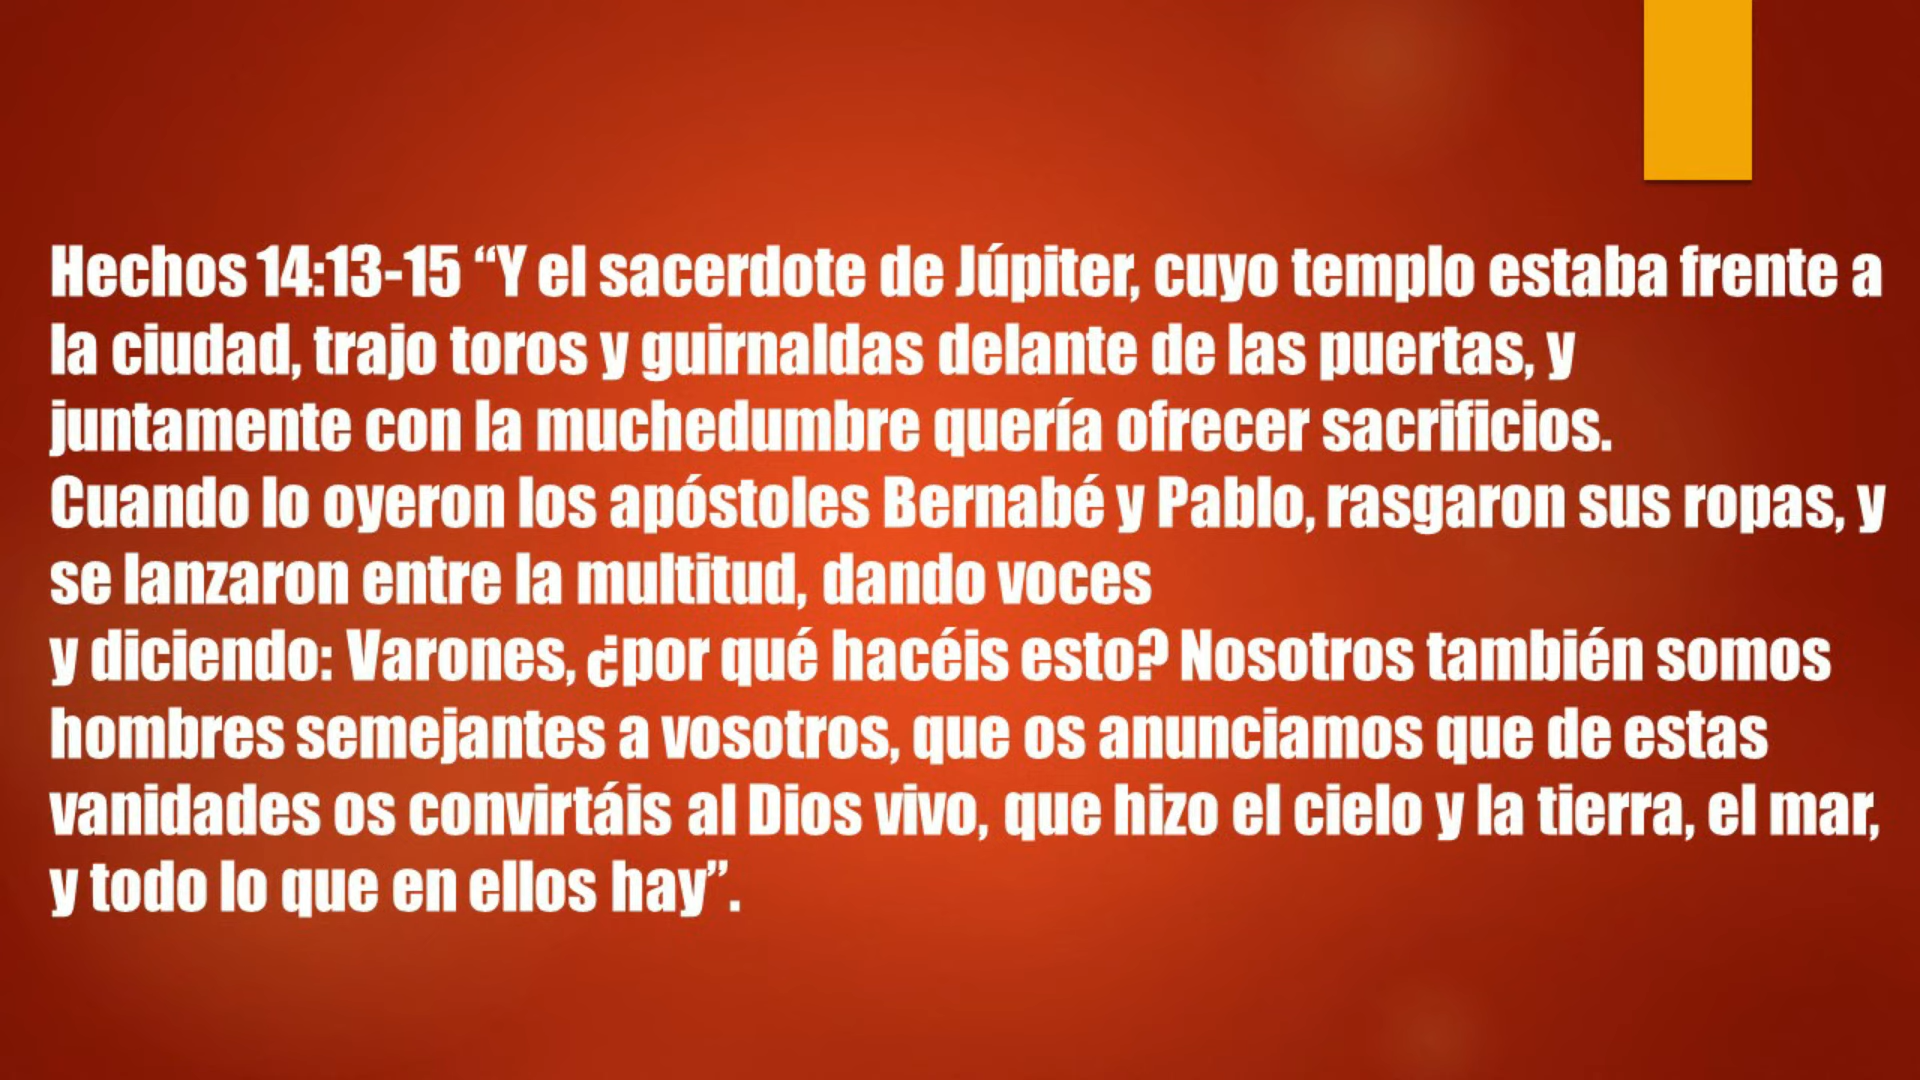 Hechos 14:13-15 “Y el sacerdote de Júpiter, cuyo templo estaba frente a
la ciudad, trajo toros y guirnaldas delante de las puertas, y
juntamente con la muchedumbre quería ofrecer sacrificios.
Cuando lo oyeron los apóstoles Bernabé y Pablo, rasgaron sus ropas, y
se lanzaron entre la multitud, dando voces
y diciendo: Varones, ¿por qué hacéis esto? Nosotros también somos
hombres semejantes a vosotros, que os anunciamos que de estas
vanidades os convirtáis al Dios vivo, que hizo el cielo y la tierra, el mar,
y todo lo que en ellos hay”.